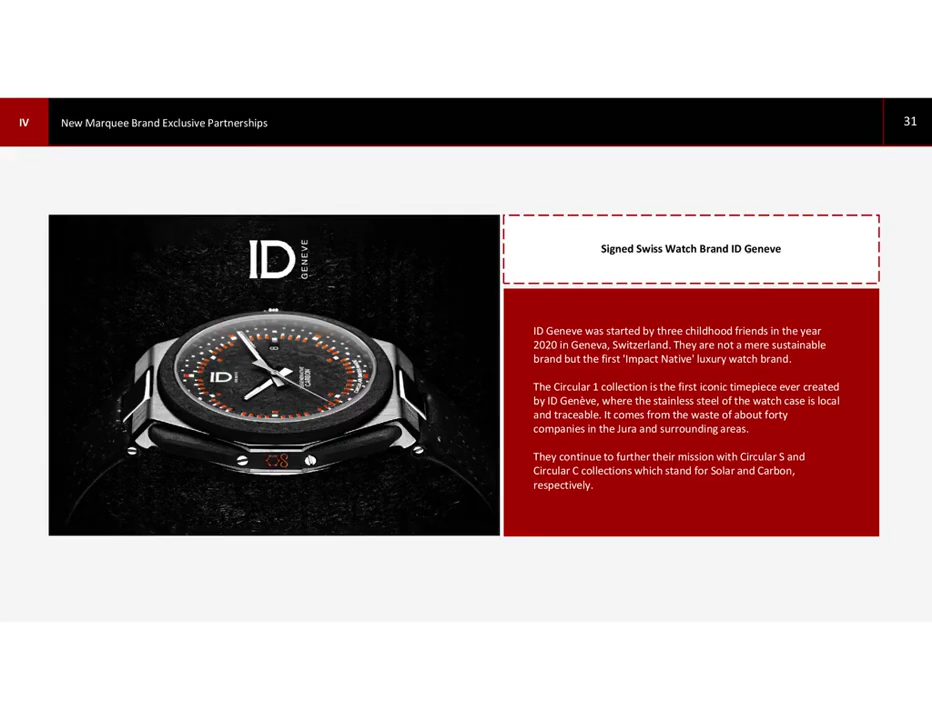 IV
New Marquee Brand Exclusive Partnerships
31
ID
GENEVE
ID
CARBON
Signed Swiss Watch Brand ID Geneve
ID Geneve was started by three childhood friends in the year
2020 in Geneva, Switzerland. They are not a mere sustainable
brand but the first 'Impact Native' luxury watch brand.
The Circular 1 collection is the first iconic timepiece ever created
by ID Genève, where the stainless steel of the watch case is local
and traceable. It comes from the waste of about forty
companies in the Jura and surrounding areas.
They continue to further their mission with Circular S and
Circular C collections which stand for Solar and Carbon,
respectively.